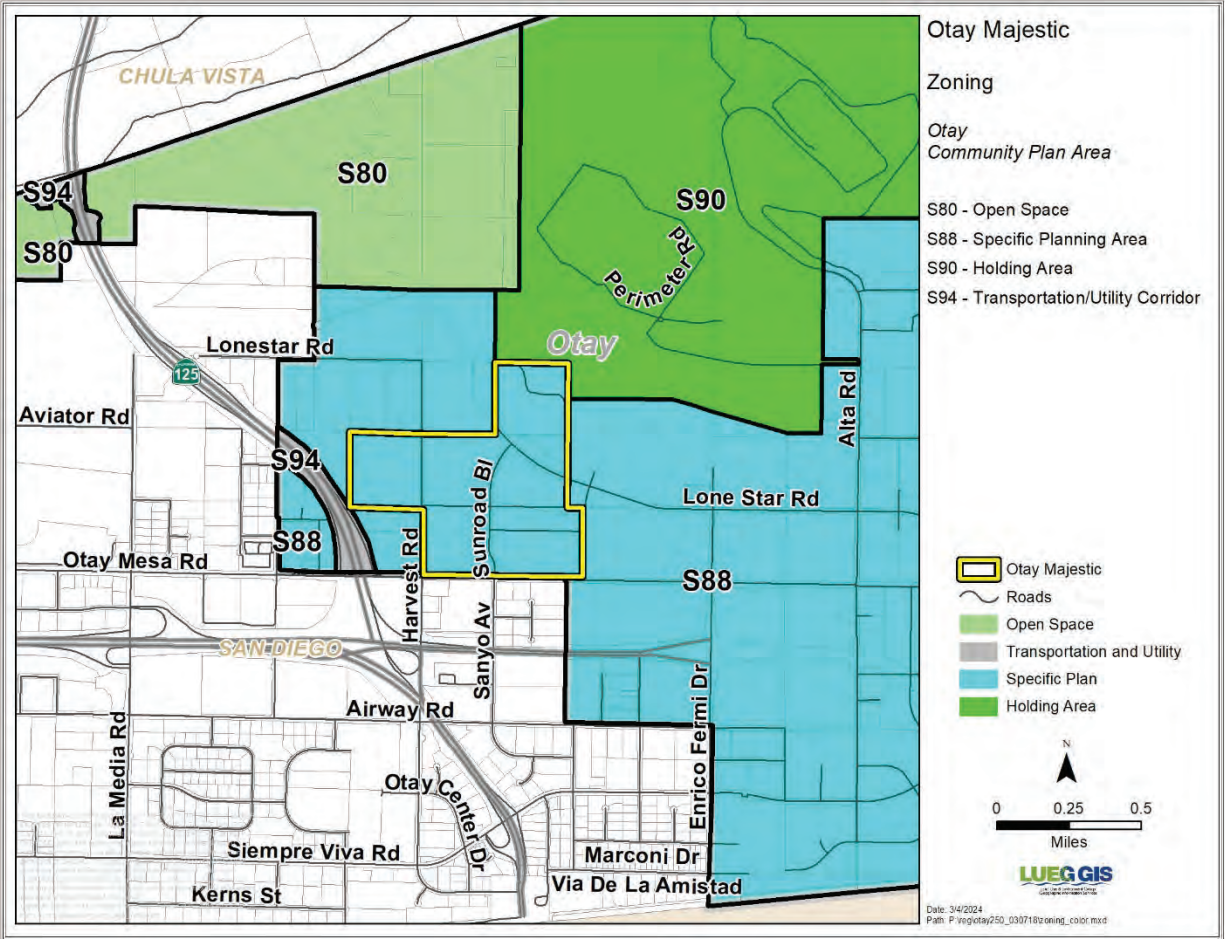 Otay Majestic
Zoning
Otay
Community Plan Area
S80 - Open Space
S88 - Specific Planning Area
S90 - Holding Area
S94 - Transportation/Utility Corridor
CHULA VISTA
S80
S94
S90
S80
Perimeter Rd
Otay
Lonestar Rd
125
Alta Rd
Aviator Rd
S94
Sunroad Bl
Lone Star Rd
S88
Harvest Rd
Otay Mesa Rd
S88
SAN DIEGO
Sanyo Av
Airway Rd
Enrico Fermi Dr
La Media Rd
Otay Center Dr
Siempre Viva Rd
Marconi Dr
Via De La Amistad
Kerns St
Otay Majestic
Roads
Open Space
Transportation and Utility
Specific Plan
Holding Area
N
0 0.25 0.5
Miles
LUEG GIS
Date: 3/4/2024
Path: P:\reg\otay250_030718\zoning_color.mxd